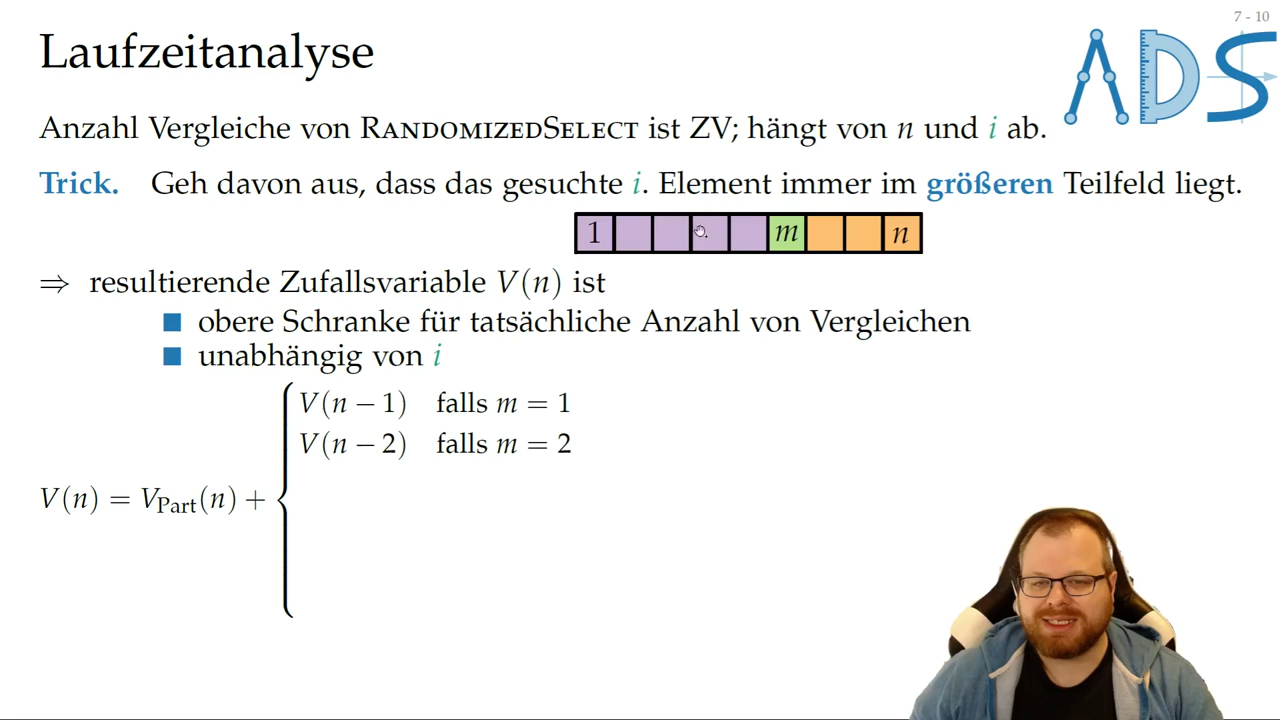 7 - 10
Laufzeitanalyse
ADS
Anzahl Vergleiche von RANDOMIZEDSELECT ist ZV; hängt von n und i ab.
Trick. Geh davon aus, dass das gesuchte i. Element immer im größeren Teilfeld liegt.
1 m n
⇒ resultierende Zufallsvariable V(n) ist
■ obere Schranke für tatsächliche Anzahl von Vergleichen
■ unabhängig von i
V(n − 1) falls m = 1
V(n − 2) falls m = 2
V(n) = V_Part(n) + {